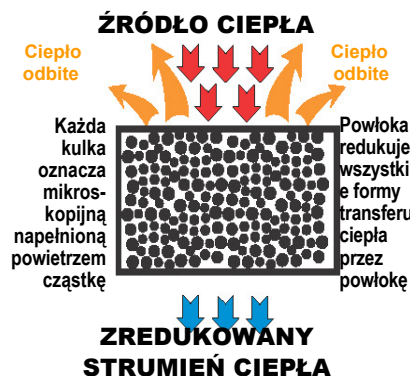 ŹRÓDŁO CIEPŁA
Ciepło
odbite
Ciepło
odbite
Każda
kulka
oznacza
mikros-
kopijną
napełnioną
powietrzem
cząstkę
Powłoka
redukuje
wszystki
e formy
transferu
ciepła
przez
powłokę
ZREDUKOWANY
STRUMIEŃ CIEPŁA